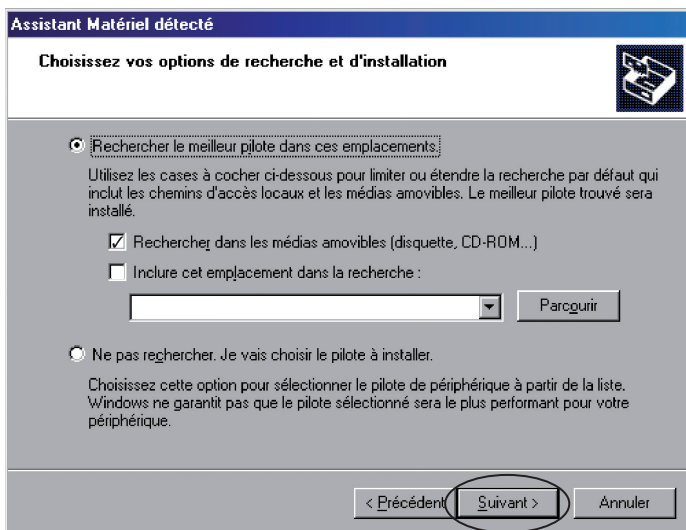 Assistant Matériel détecté
Choisissez vos options de recherche et d'installation
Rechercher le meilleur pilote dans ces emplacements.
Utilisez les cases à cocher ci-dessous pour limiter ou étendre la recherche par défaut qui
inclut les chemins d'accès locaux et les médias amovibles. Le meilleur pilote trouvé sera
installé.
Rechercher dans les médias amovibles (disquette, CD-ROM...)
Inclure cet emplacement dans la recherche :
Parcourir
Ne pas rechercher. Je vais choisir le pilote à installer.
Choisissez cette option pour sélectionner le pilote de périphérique à partir de la liste.
Windows ne garantit pas que le pilote sélectionné sera le plus performant pour votre
périphérique.
< Précédent Suivant > Annuler